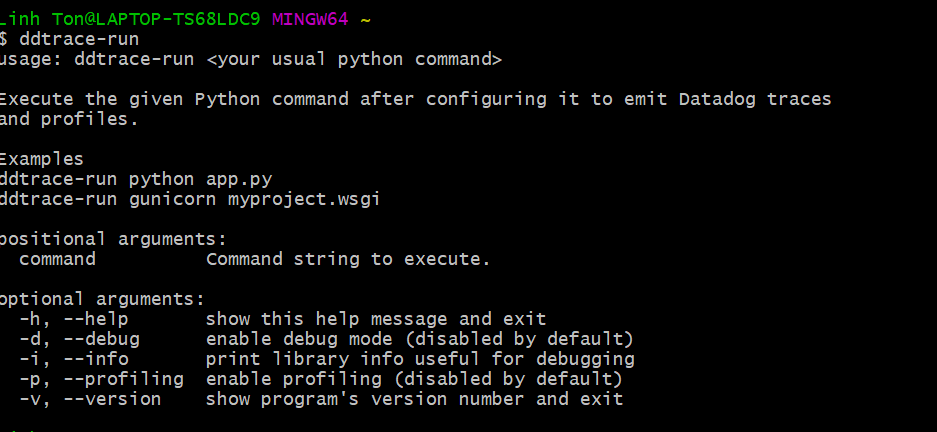 Linh Ton@LAPTOP-TS68LDC9 MINGW64 ~
$ ddtrace-run
usage: ddtrace-run <your usual python command>
Execute the given Python command after configuring it to emit Datadog traces
and profiles.
Examples
ddtrace-run python app.py
ddtrace-run gunicorn myproject.wsgi
positional arguments:
  command          Command string to execute.
optional arguments:
  -h, --help       show this help message and exit
  -d, --debug      enable debug mode (disabled by default)
  -i, --info       print library info useful for debugging
  -p, --profiling  enable profiling (disabled by default)
  -v, --version    show program's version number and exit